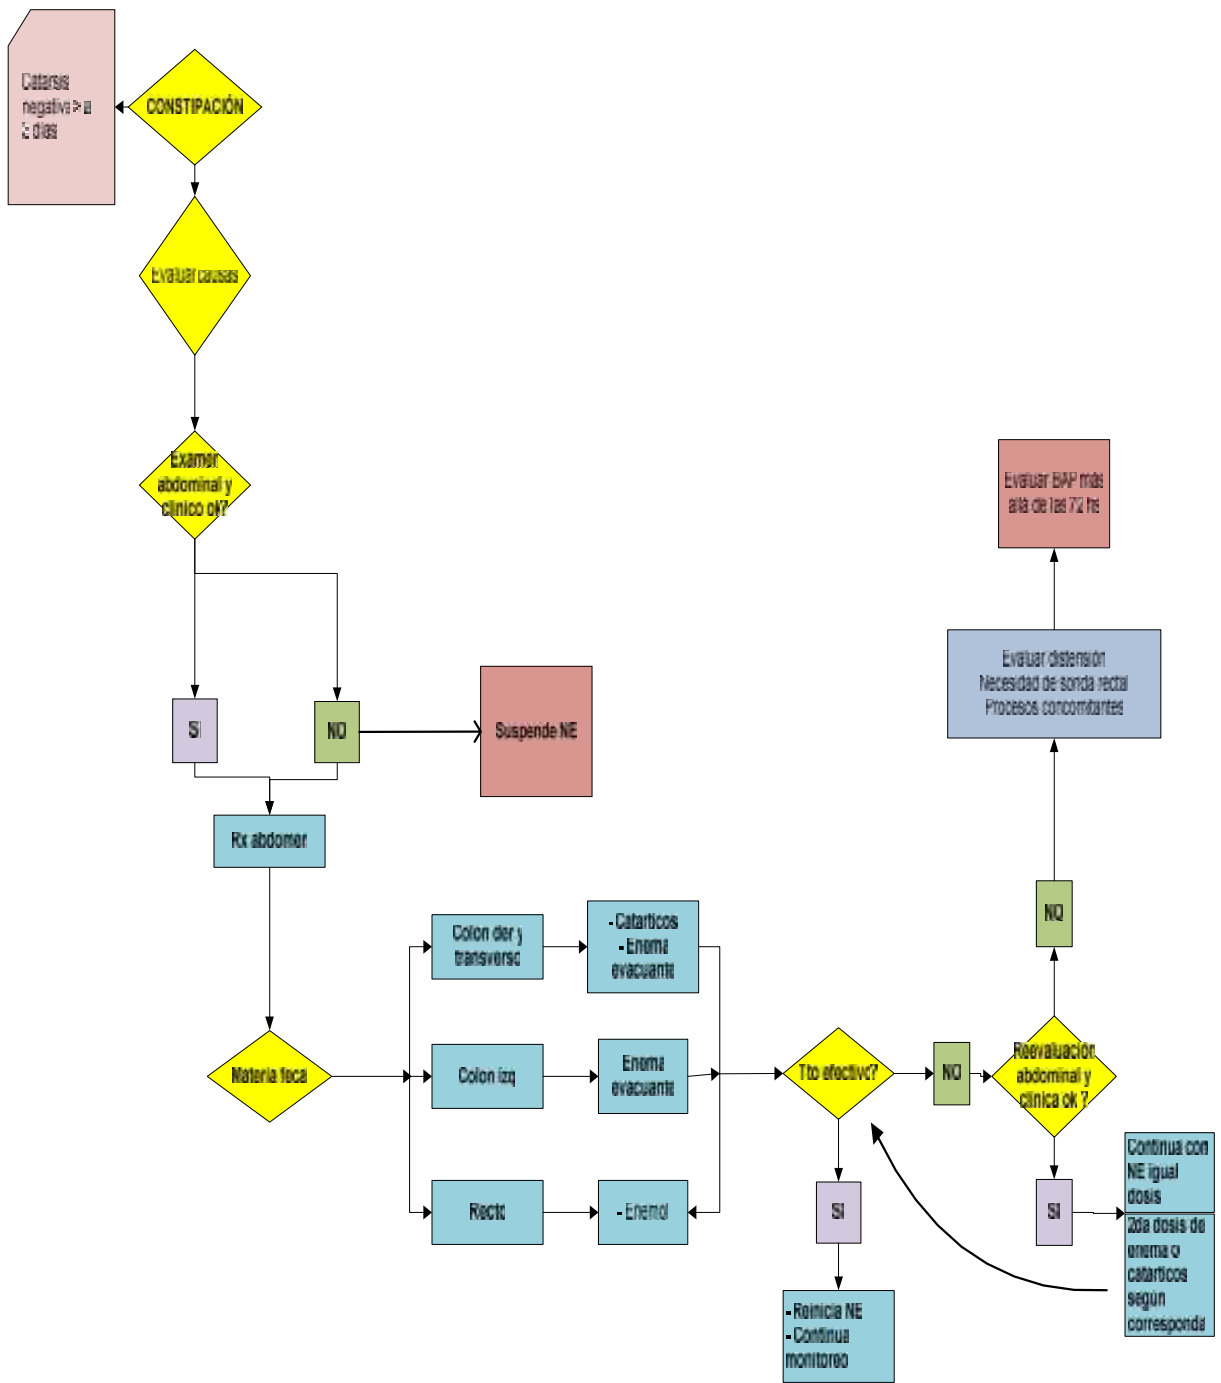 Catarsis
negativa > a
días
CONSTIPACIÓN
Evaluar causas
Examen
abdominal y
clínico ok?
SI
NO
Suspende NE
Rx abdomen
Materia fecal
Colon der y
transverso
- Catarticos
- Enema
evacuante
Colon izq
Enema
evacuante
Recto
- Enemol
Tto efectivo?
SI
- Reinicia NE
- Continua
monitoreo
NO
Reevaluación
abdominal y
clínica ok ?
NO
Evaluar distensión
Necesidad de sonda rectal
Procesos concomitantes
Evaluar BAP más
allá de las 72 hs
SI
Continua con
NE igual
dosis
2da dosis de
enema o
catarticos
según
corresponda